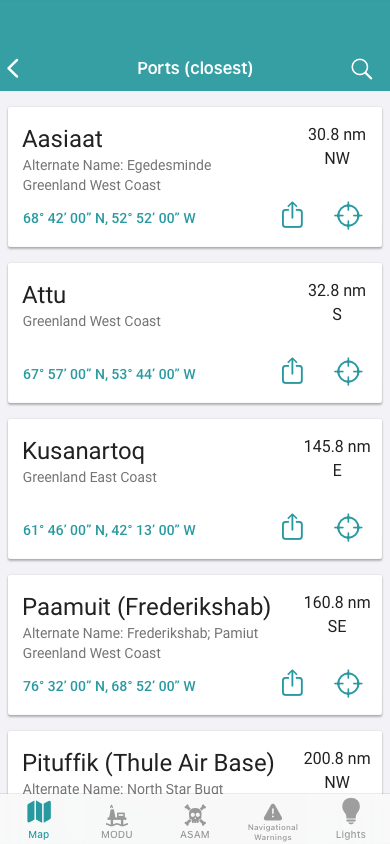 Ports (closest)
Aasiaat
30.8 nm
Alternate Name: Egedesminde
NW
Greenland West Coast
68° 42’ 00” N, 52° 52’ 00” W
Attu
32.8 nm
Greenland West Coast
S
67° 57’ 00” N, 53° 44’ 00” W
Kusanartoq
145.8 nm
Greenland East Coast
E
61° 46’ 00” N, 42° 13’ 00” W
Paamuit (Frederikshab)
160.8 nm
Alternate Name: Frederikshab; Pamiut
SE
Greenland West Coast
76° 32’ 00” N, 68° 52’ 00” W
Pituffik (Thule Air Base)
200.8 nm
Alternate Name: North Star Bugt
NW
Map
MODU
ASAM
Navigational
Warnings
Lights